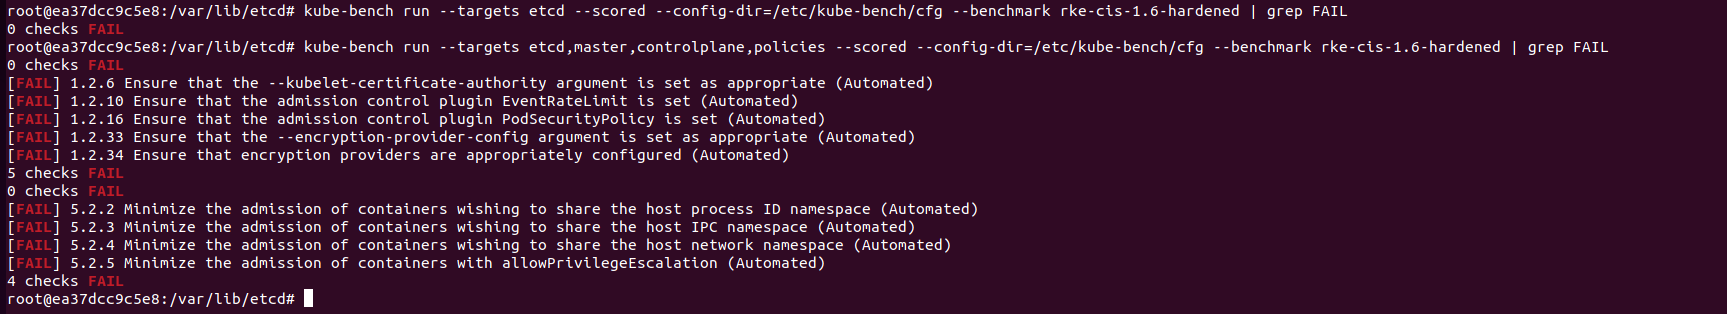 root@ea37dcc9c5e8:/var/lib/etcd# kube-bench run --targets etcd --scored --config-dir=/etc/kube-bench/cfg --benchmark rke-cis-1.6-hardened | grep FAIL
0 checks FAIL
root@ea37dcc9c5e8:/var/lib/etcd# kube-bench run --targets etcd,master,controlplane,policies --scored --config-dir=/etc/kube-bench/cfg --benchmark rke-cis-1.6-hardened | grep FAIL
0 checks FAIL
[FAIL] 1.2.6 Ensure that the --kubelet-certificate-authority argument is set as appropriate (Automated)
[FAIL] 1.2.10 Ensure that the admission control plugin EventRateLimit is set (Automated)
[FAIL] 1.2.16 Ensure that the admission control plugin PodSecurityPolicy is set (Automated)
[FAIL] 1.2.33 Ensure that the --encryption-provider-config argument is set as appropriate (Automated)
[FAIL] 1.2.34 Ensure that encryption providers are appropriately configured (Automated)
5 checks FAIL
0 checks FAIL
[FAIL] 5.2.2 Minimize the admission of containers wishing to share the host process ID namespace (Automated)
[FAIL] 5.2.3 Minimize the admission of containers wishing to share the host IPC namespace (Automated)
[FAIL] 5.2.4 Minimize the admission of containers wishing to share the host network namespace (Automated)
[FAIL] 5.2.5 Minimize the admission of containers with allowPrivilegeEscalation (Automated)
4 checks FAIL
root@ea37dcc9c5e8:/var/lib/etcd#